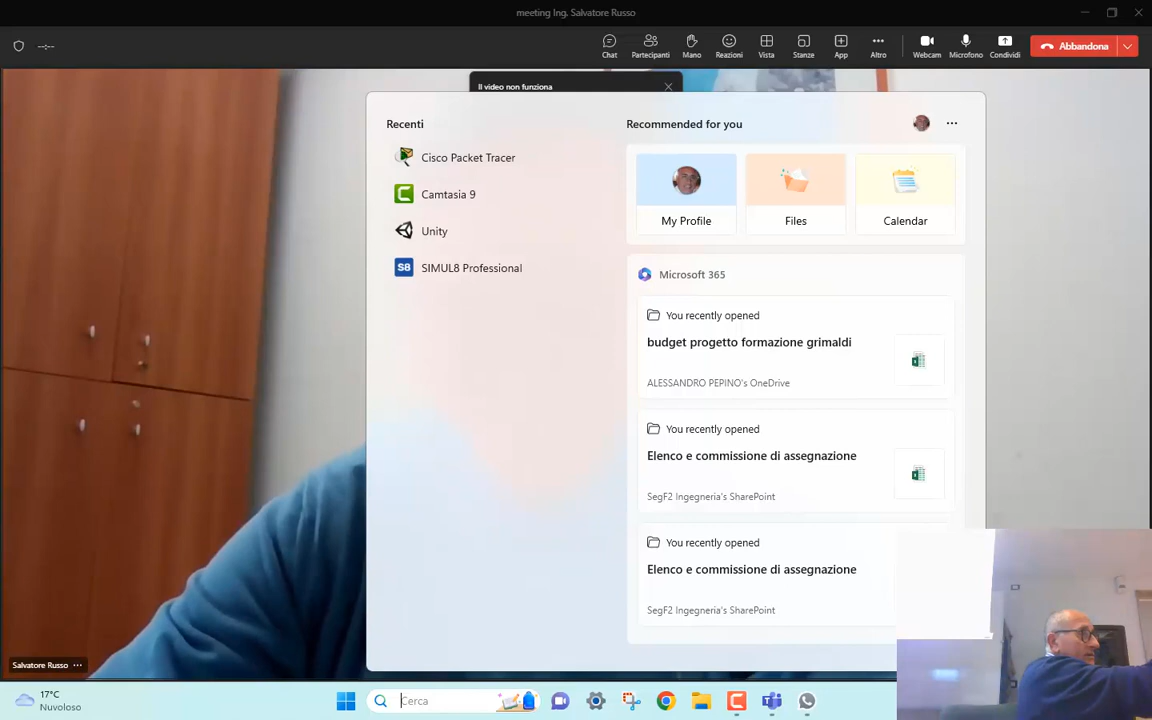 meeting Ing. Salvatore Russo
--:--
Chat
Partecipanti
Mano
Reazioni
Vista
Stanze
App
Altro
Webcam
Microfono
Condividi
Abbandona
Il video non funziona
Recenti
Cisco Packet Tracer
Camtasia 9
Unity
S8
SIMUL8 Professional
Recommended for you
My Profile
Files
Calendar
Microsoft 365
You recently opened
budget progetto formazione grimaldi
ALESSANDRO PEPINO's OneDrive
You recently opened
Elenco e commissione di assegnazione
SegF2 Ingegneria's SharePoint
You recently opened
Elenco e commissione di assegnazione
SegF2 Ingegneria's SharePoint
Salvatore Russo
17°C
Nuvoloso
Cerca